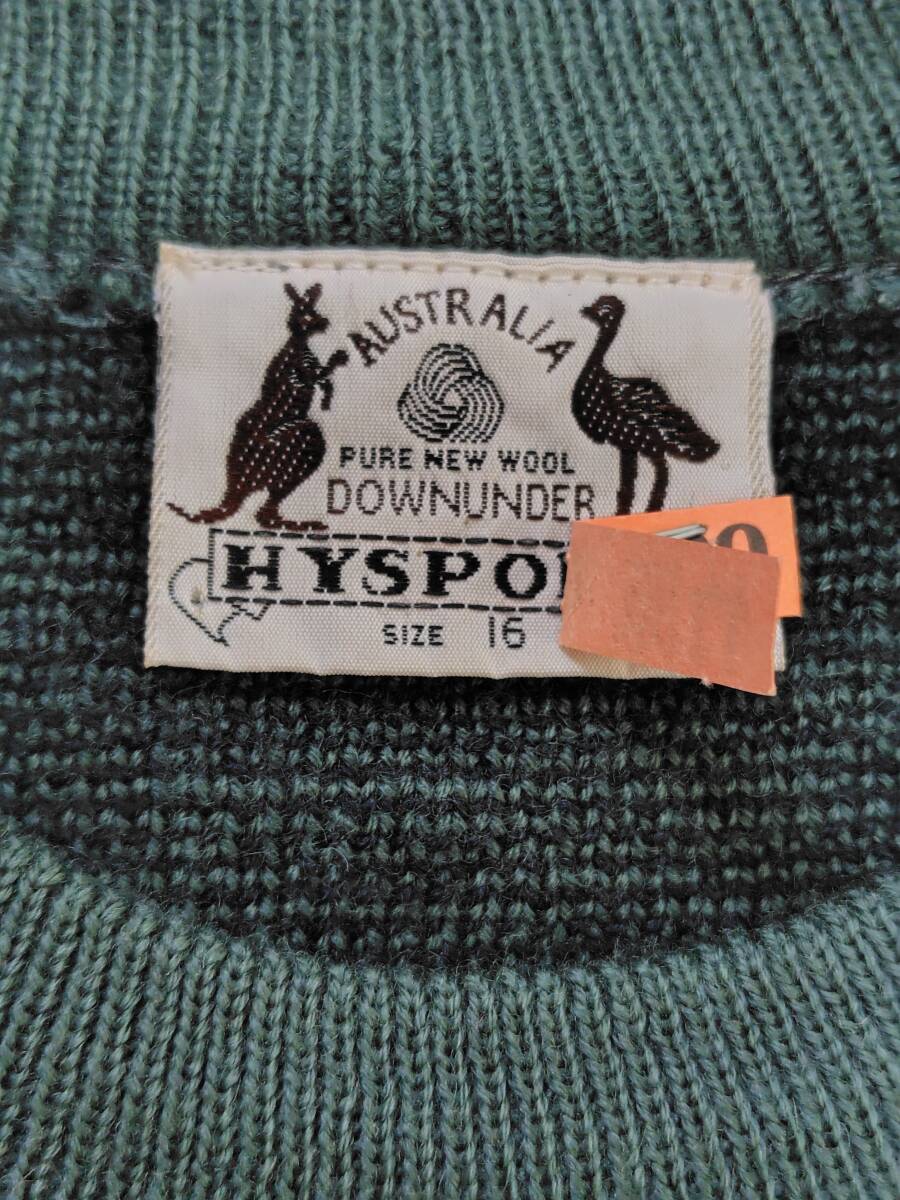 AUSTRALIA
PURE NEW WOOL
DOWNUNDER
SIZE 16